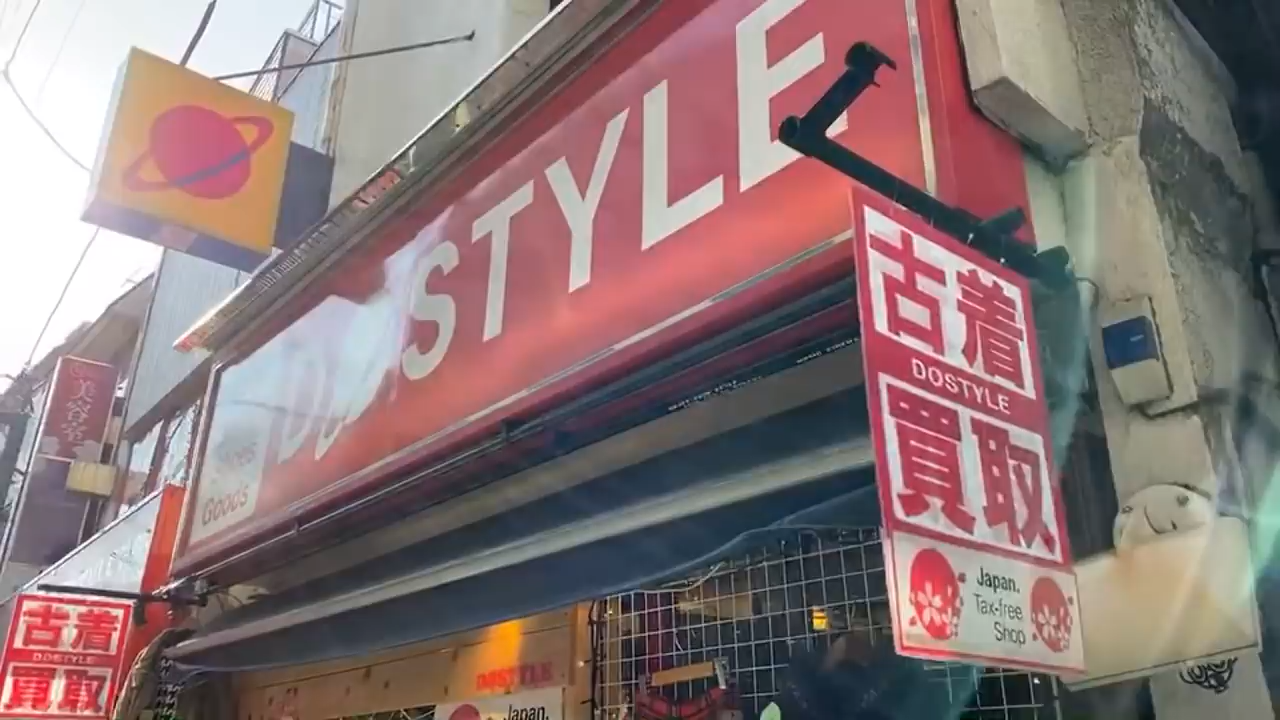 DOSTYLE
Goods
古着
DOSTYLE
買取
Japan.
Tax-free
Shop
美容室
古着
DOSTYLE
買取
DOSTYLE
Japan.